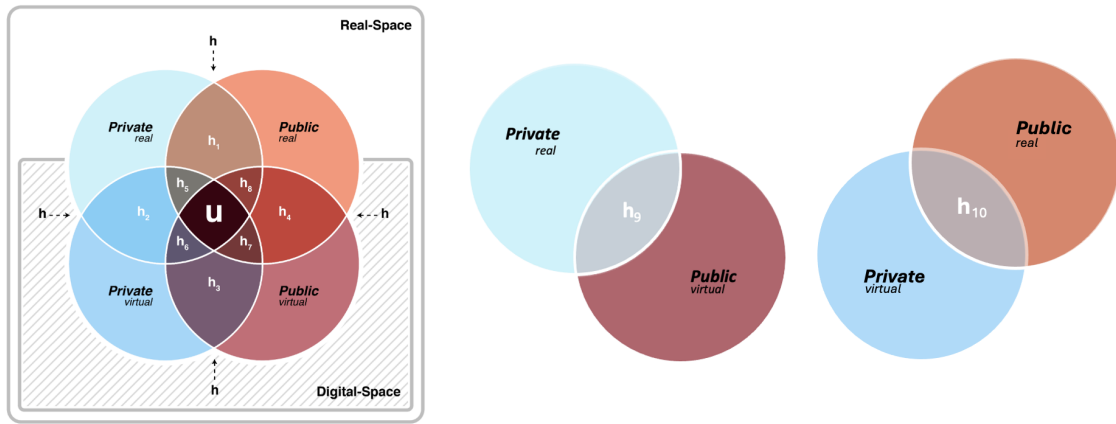 Real-Space
h
Private
real
h1
Public
real
h5
h8
h
h2
u
h4
h
h6
h7
Private
virtual
h3
Public
virtual
h
Digital-Space
Private
real
h9
Public
virtual
Public
real
h10
Private
virtual